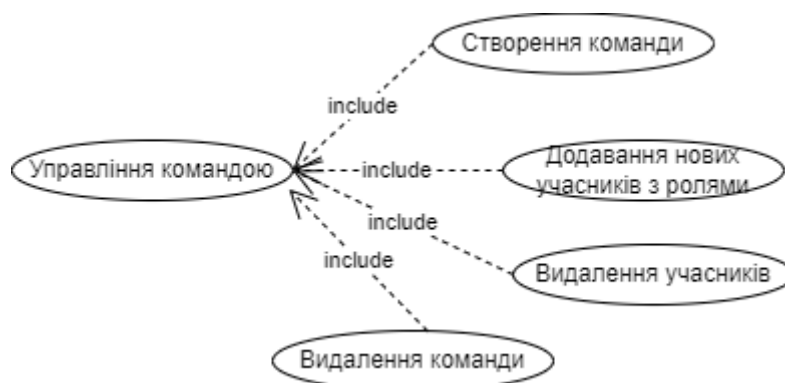 Створення команди
include
Управління командою
include
Додавання нових
учасників з ролями
include
Видалення учасників
include
Видалення команди